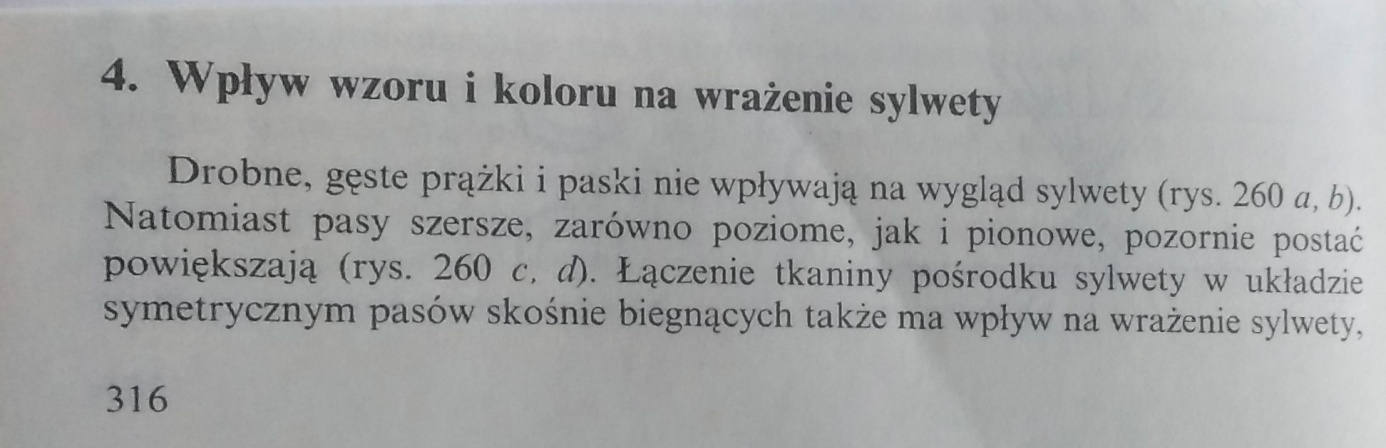 4. Wpływ wzoru i koloru na wrażenie sylwety
Drobne, gęste prążki i paski nie wpływają na wygląd sylwety (rys. 260 a, b).
Natomiast pasy szersze, zarówno poziome, jak i pionowe, pozornie postać
powiększają (rys. 260 c, d). Łączenie tkaniny pośrodku sylwety w układzie
symetrycznym pasów skośnie biegnących także ma wpływ na wrażenie sylwety,
316